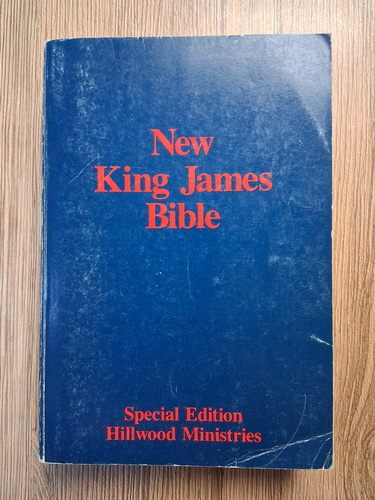 New
King James
Bible
Special Edition
Hillwood Ministries